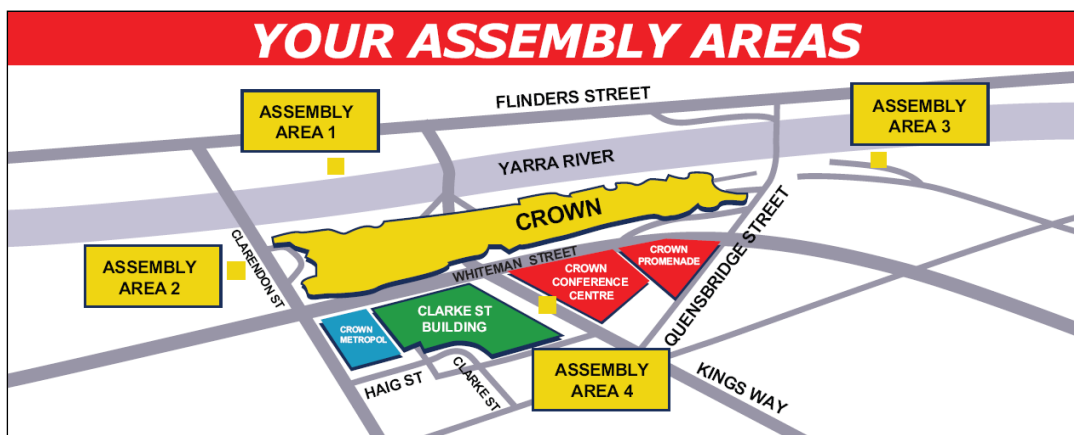 YOUR ASSEMBLY AREAS
FLINDERS STREET
ASSEMBLY
AREA 1
ASSEMBLY
AREA 3
YARRA RIVER
CROWN
CLARENDON ST
QUENSBRIDGE STREET
ASSEMBLY
AREA 2
WHITEMAN STREET
CROWN
PROMENADE
CROWN
CONFERENCE
CENTRE
CLARKE ST
BUILDING
CROWN
METROPOL
HAIG ST
CLARKE ST
ASSEMBLY
AREA 4
KINGS WAY